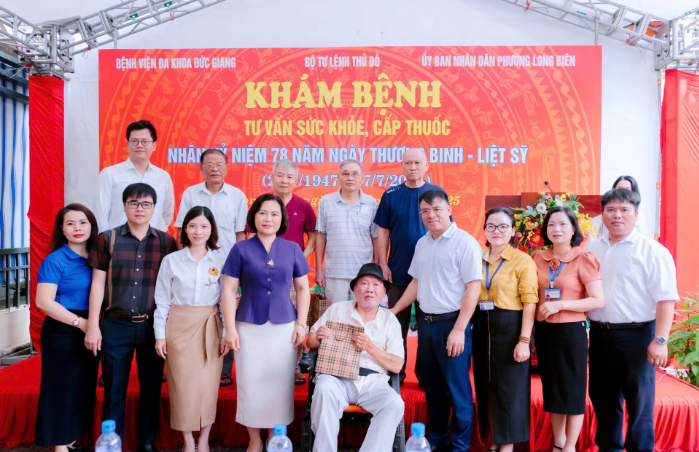 BỆNH VIỆN ĐA KHOA ĐỨC GIANG
BỘ TƯ LỆNH THỦ ĐÔ
ỦY BAN NHÂN DÂN PHƯỜNG LONG BIÊN
KHÁM BỆNH
TƯ VẤN SỨC KHỎE, CẤP THUỐC
NHÂN KỶ NIỆM 78 NĂM NGÀY THƯƠNG BINH - LIỆT SỸ
/1947